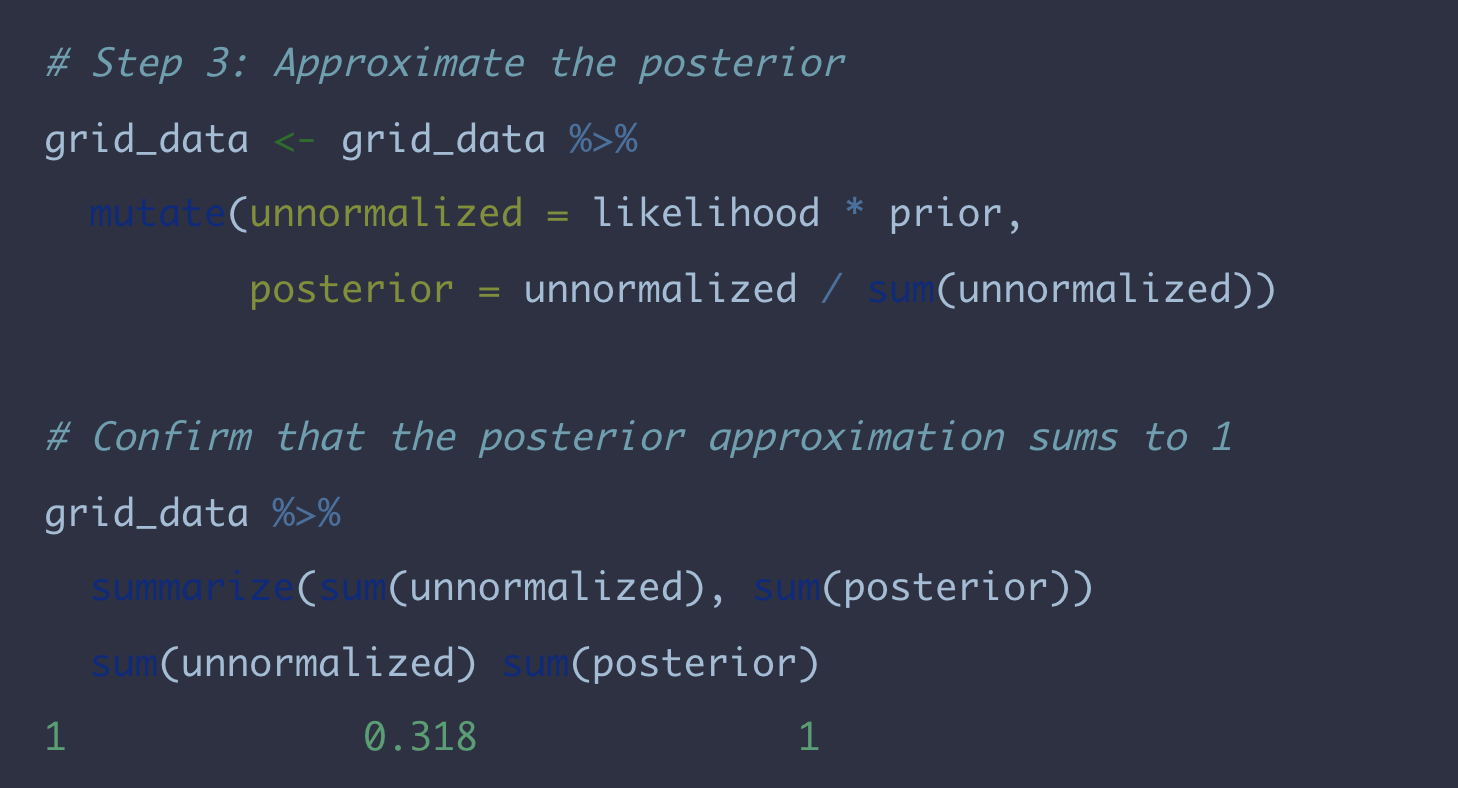 # Step 3: Approximate the posterior
grid_data <- grid_data %>%
  mutate(unnormalized = likelihood * prior,
         posterior = unnormalized / sum(unnormalized))

# Confirm that the posterior approximation sums to 1
grid_data %>%
  summarize(sum(unnormalized), sum(posterior))
  sum(unnormalized) sum(posterior)
1             0.318              1